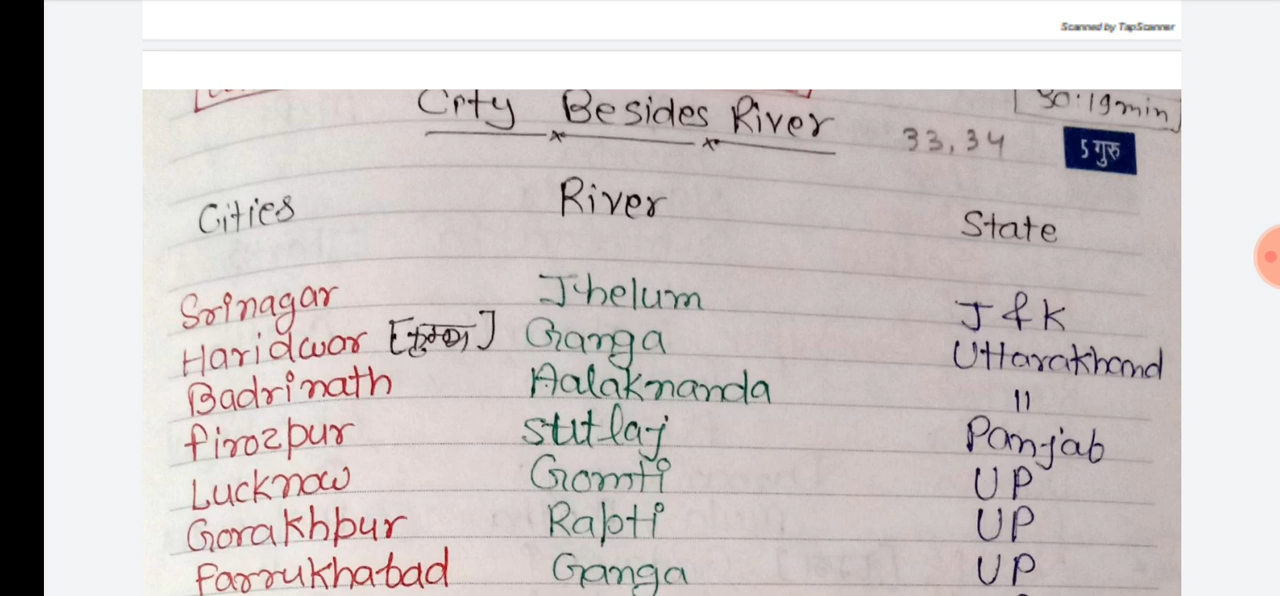 Scanned by TapScanner
30:19min
City Besides River
33,34
5 गुरु
Cities River State
Srinagar Jhelum J&K
Haridwar [कुम्भ] Ganga Uttarakhand
Badrinath Aalaknanda 11
firozpur Stutlaj Panjab
Lucknow Gomti UP
Gorakhpur Rapti UP
Farrukhabad Ganga UP